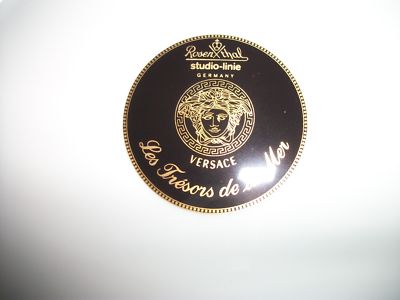 Rosenthal
studio-linie
GERMANY
VERSACE
Les Trésors de la Mer